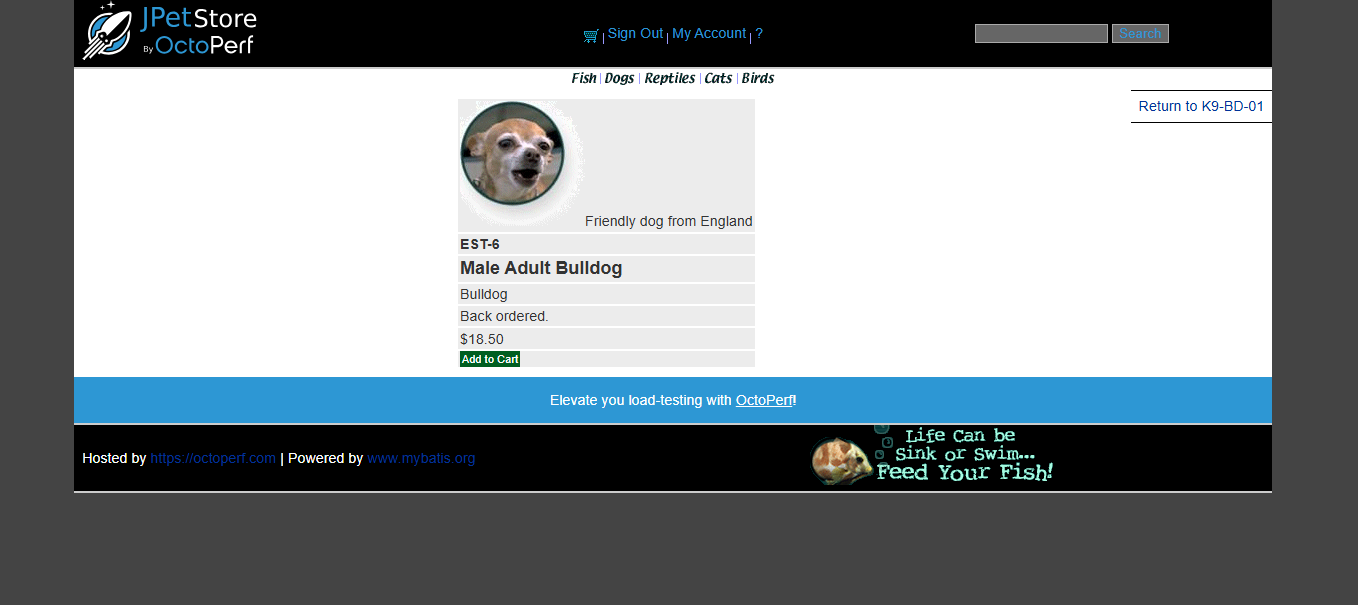 JPetStore
By OctoPerf
| Sign Out | My Account | ?
Search
Fish | Dogs | Reptiles | Cats | Birds
Return to K9-BD-01
Friendly dog from England
EST-6
Male Adult Bulldog
Bulldog
Back ordered.
$18.50
Add to Cart
Elevate you load-testing with OctoPerf!
Life Can be
Sink or Swim...
Feed Your Fish!
Hosted by https://octoperf.com | Powered by www.mybatis.org